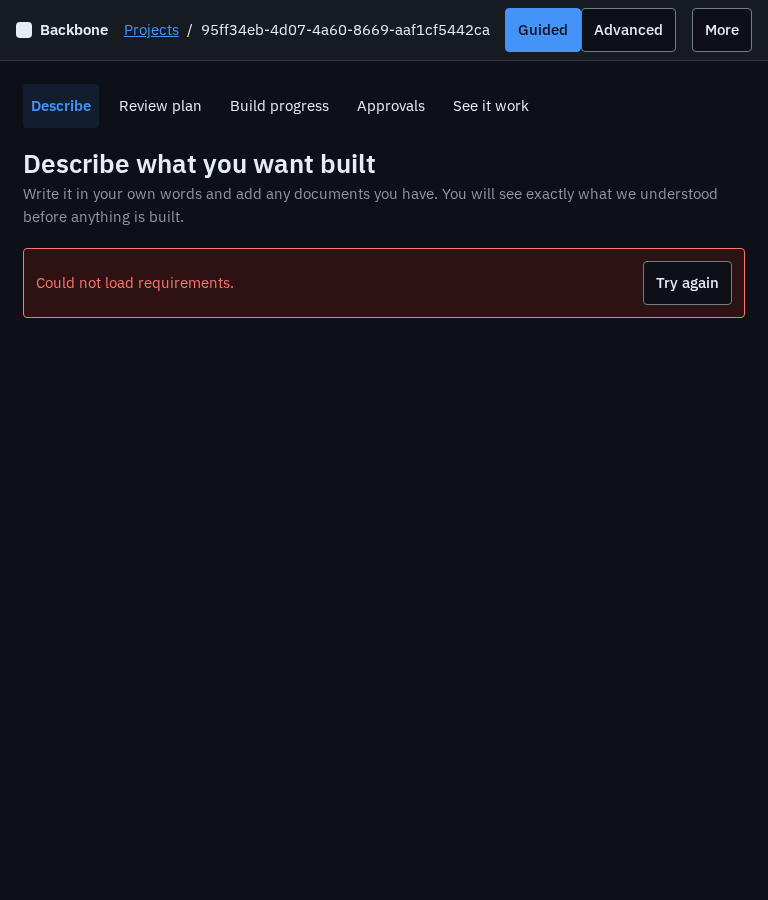 Backbone Projects / 95ff34eb-4d07-4a60-8669-aaf1cf5442ca Guided Advanced More
Describe Review plan Build progress Approvals See it work
Describe what you want built
Write it in your own words and add any documents you have. You will see exactly what we understood
before anything is built.
Could not load requirements. Try again